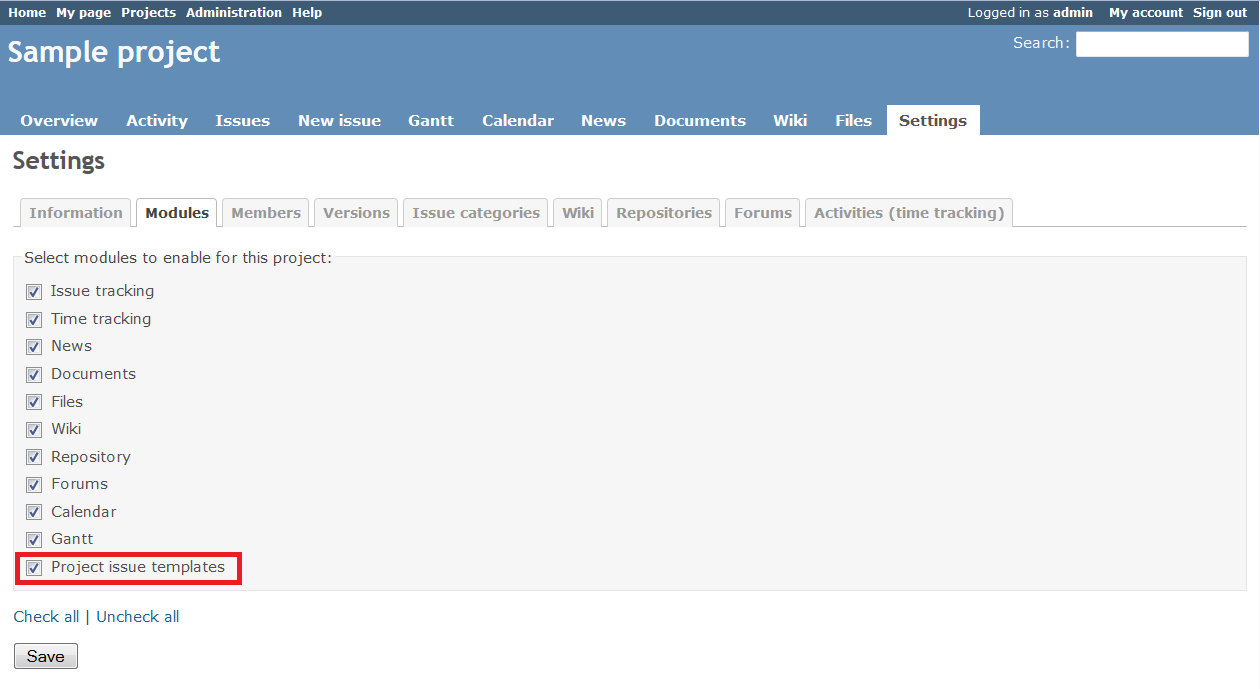 Home My page Projects Administration Help Logged in as admin My account Sign out
Sample project Search:
Overview Activity Issues New issue Gantt Calendar News Documents Wiki Files Settings
Settings
Information Modules Members Versions Issue categories Wiki Repositories Forums Activities (time tracking)
Select modules to enable for this project:
Issue tracking
Time tracking
News
Documents
Files
Wiki
Repository
Forums
Calendar
Gantt
Project issue templates
Check all | Uncheck all
Save